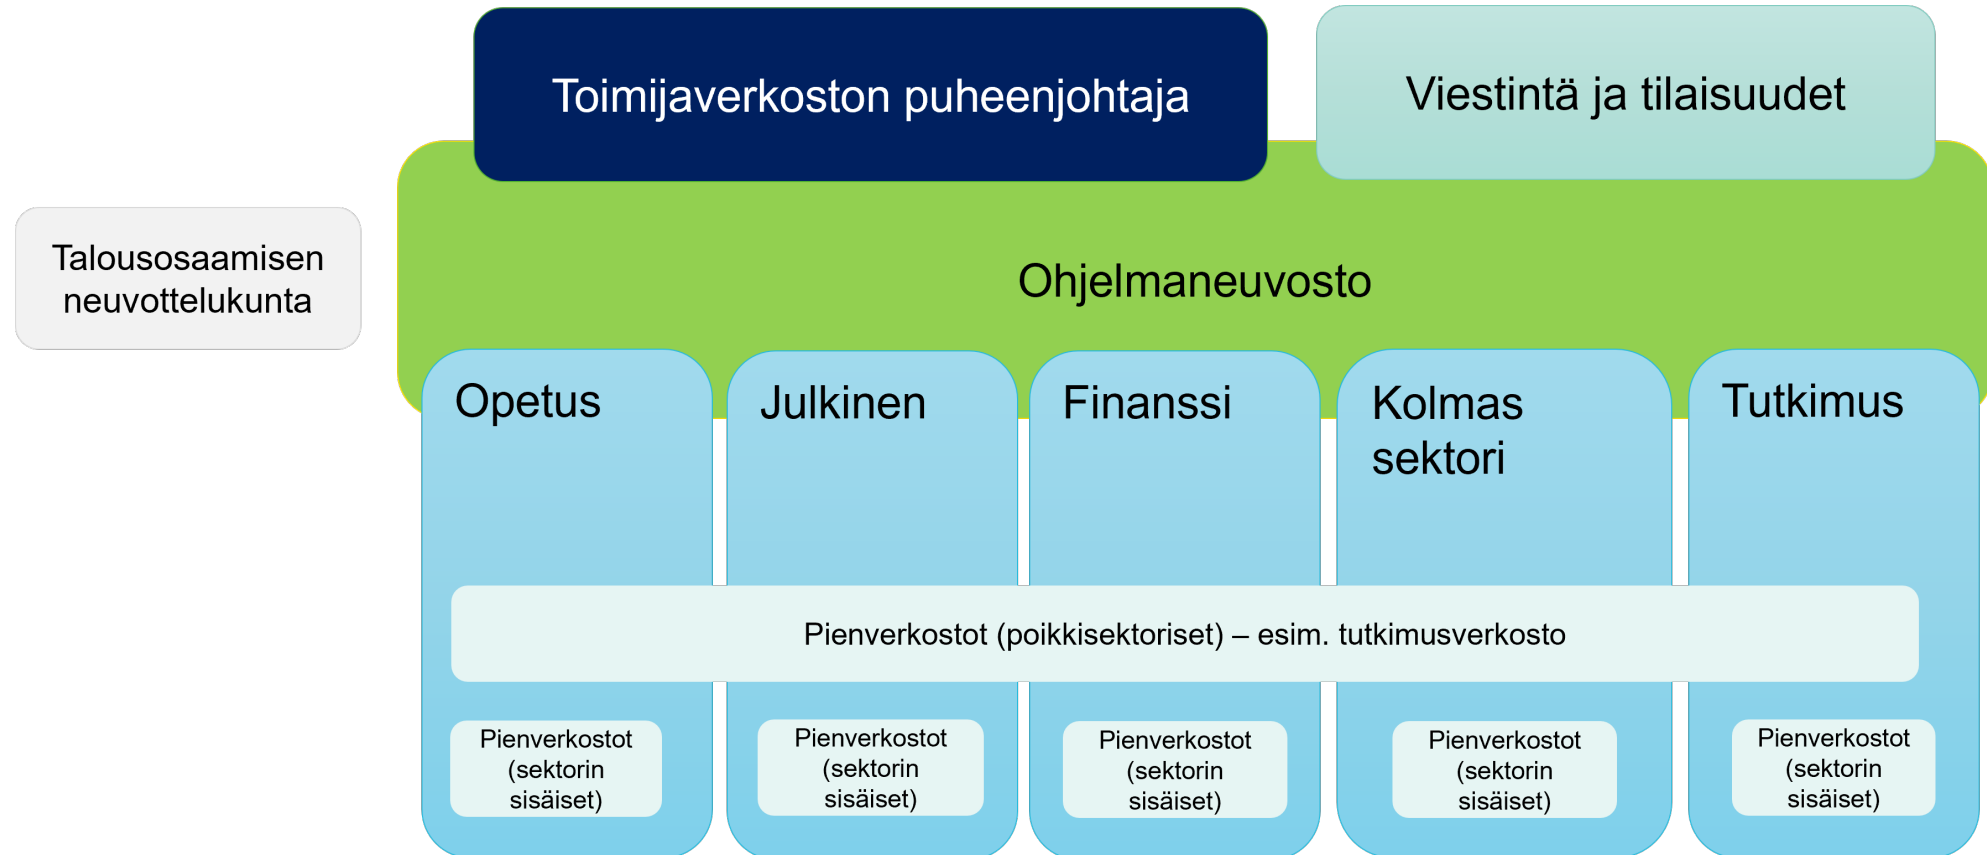 Toimijaverkoston puheenjohtaja
Viestintä ja tilaisuudet
Talousosaamisen
neuvottelukunta
Ohjelmaneuvosto
Opetus
Julkinen
Finanssi
Kolmas
sektori
Tutkimus
Pienverkostot (poikkisektoriset) – esim. tutkimusverkosto
Pienverkostot
(sektorin
sisäiset)
Pienverkostot
(sektorin
sisäiset)
Pienverkostot
(sektorin
sisäiset)
Pienverkostot
(sektorin
sisäiset)
Pienverkostot
(sektorin
sisäiset)